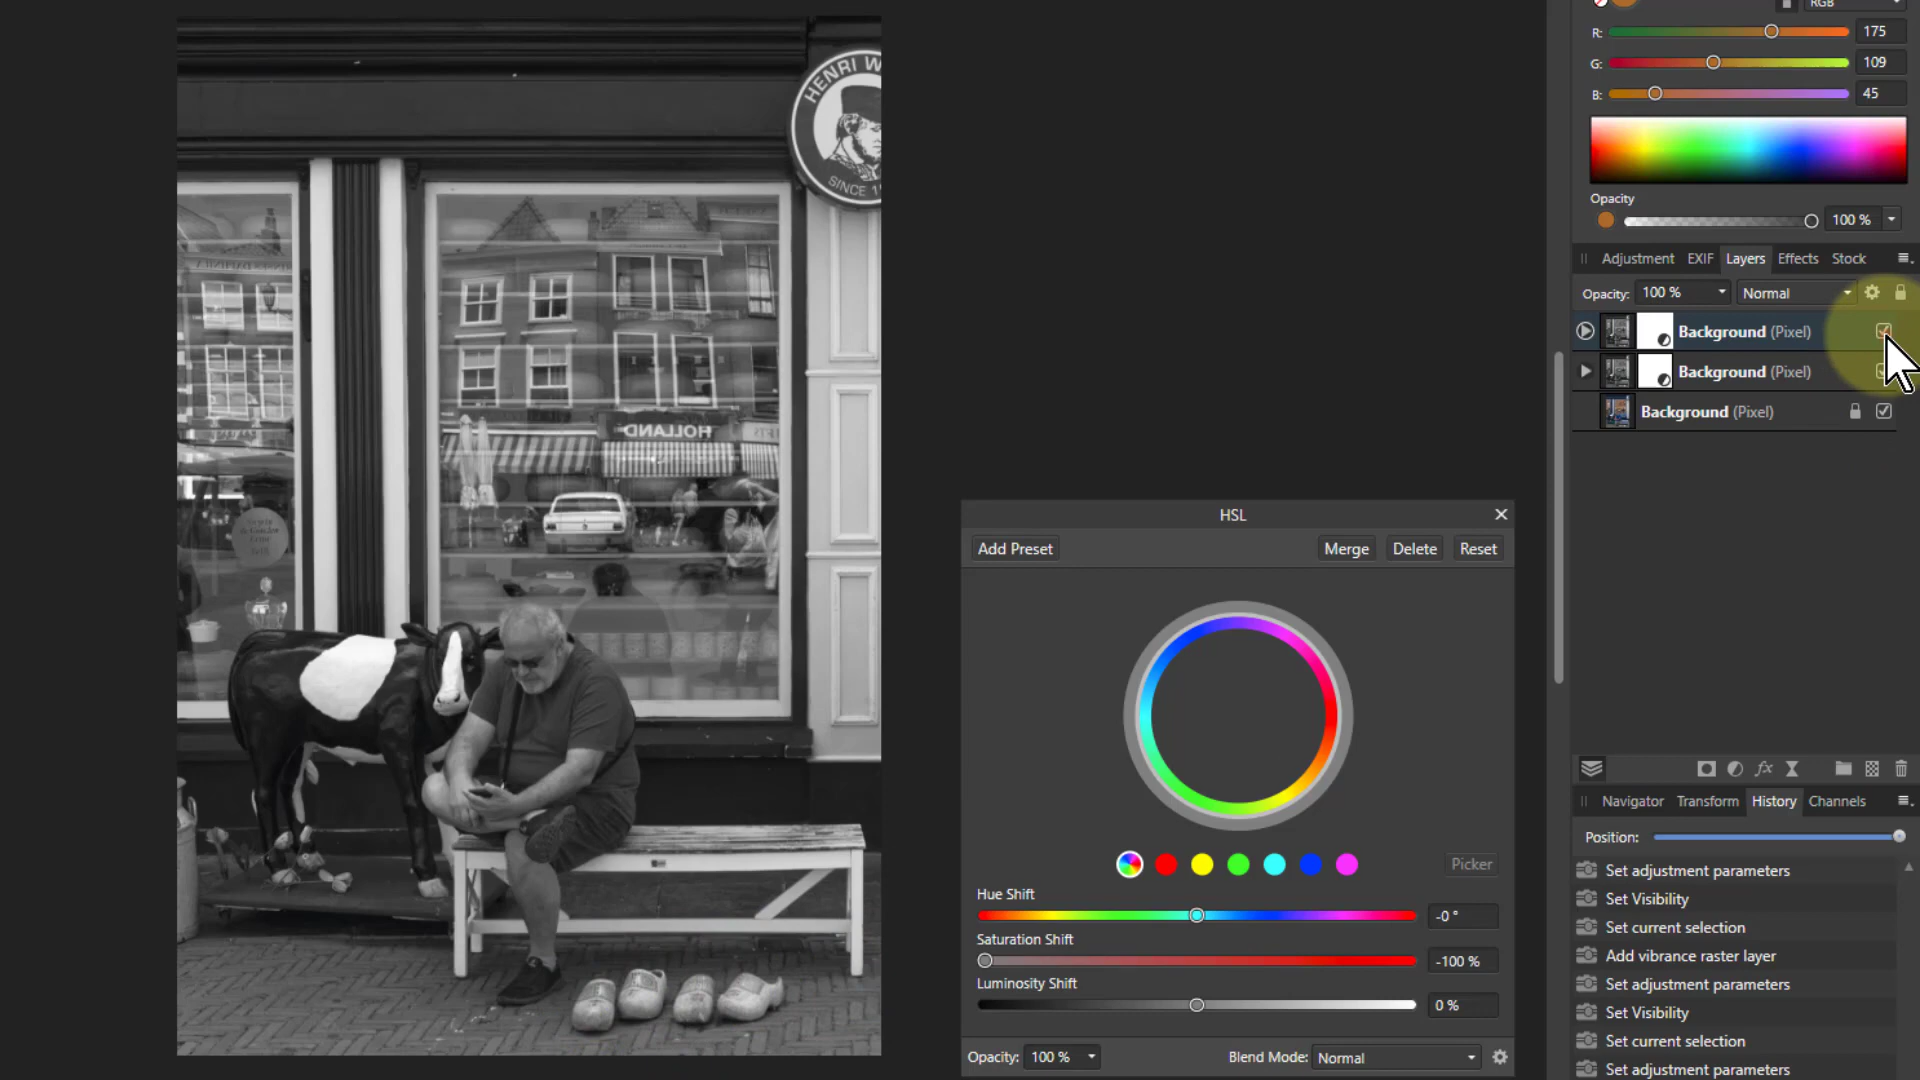 RGB
R: 175
G: 109
B: 45
Opacity
100 %
Adjustment EXIF Layers Effects Stock
Opacity: 100 % Normal
Background (Pixel)
Background (Pixel)
Background (Pixel)
HENRI W
SINCE 1
HOLLAND
HSL
Add Preset Merge Delete Reset
Picker
Hue Shift
-0 °
Saturation Shift
-100 %
Luminosity Shift
0 %
Opacity: 100 % Blend Mode: Normal
Navigator Transform History Channels
Position:
Set adjustment parameters
Set Visibility
Set current selection
Add vibrance raster layer
Set adjustment parameters
Set Visibility
Set current selection
Set adjustment parameters